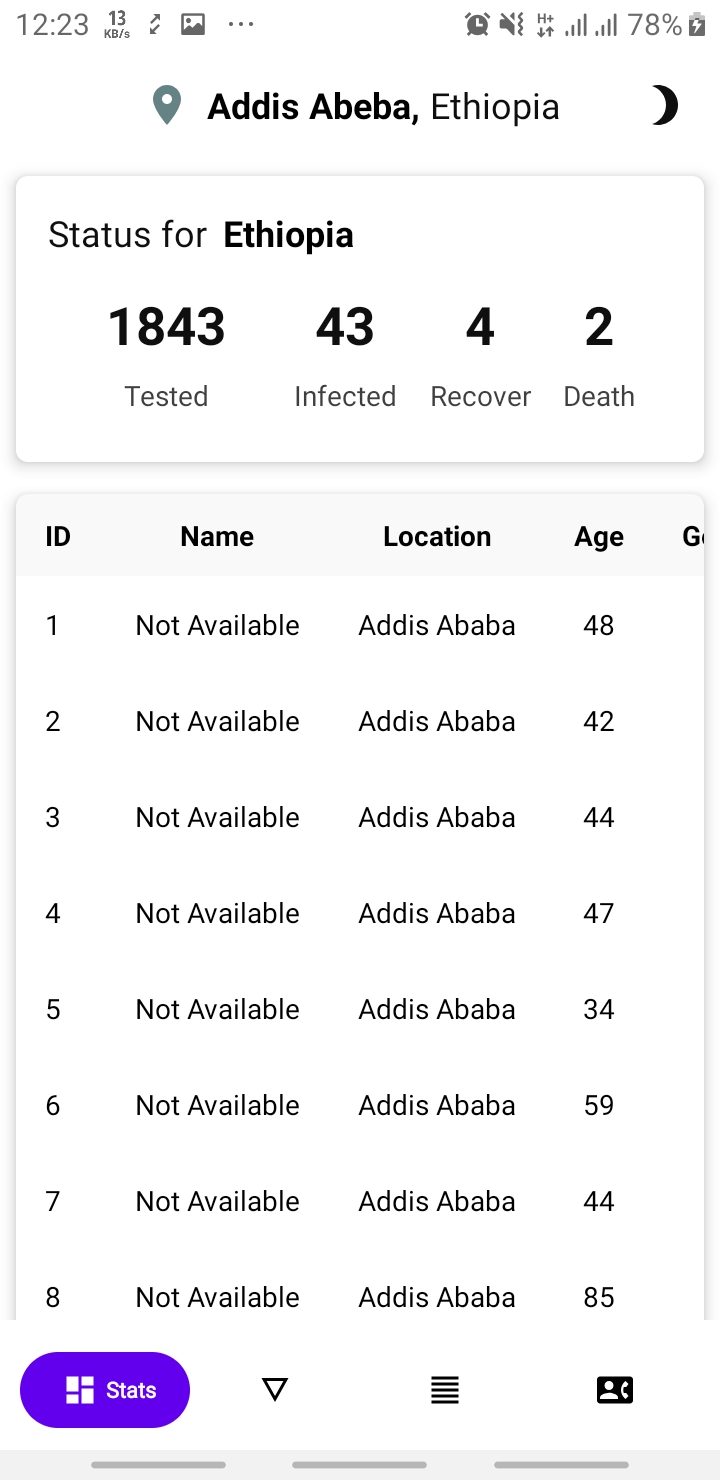 12:23 13 KB/s H+ 78%
Addis Abeba, Ethiopia
Status for Ethiopia
1843 43 4 2
Tested Infected Recover Death
ID Name Location Age
1 Not Available Addis Ababa 48
2 Not Available Addis Ababa 42
3 Not Available Addis Ababa 44
4 Not Available Addis Ababa 47
5 Not Available Addis Ababa 34
6 Not Available Addis Ababa 59
7 Not Available Addis Ababa 44
8 Not Available Addis Ababa 85
Stats